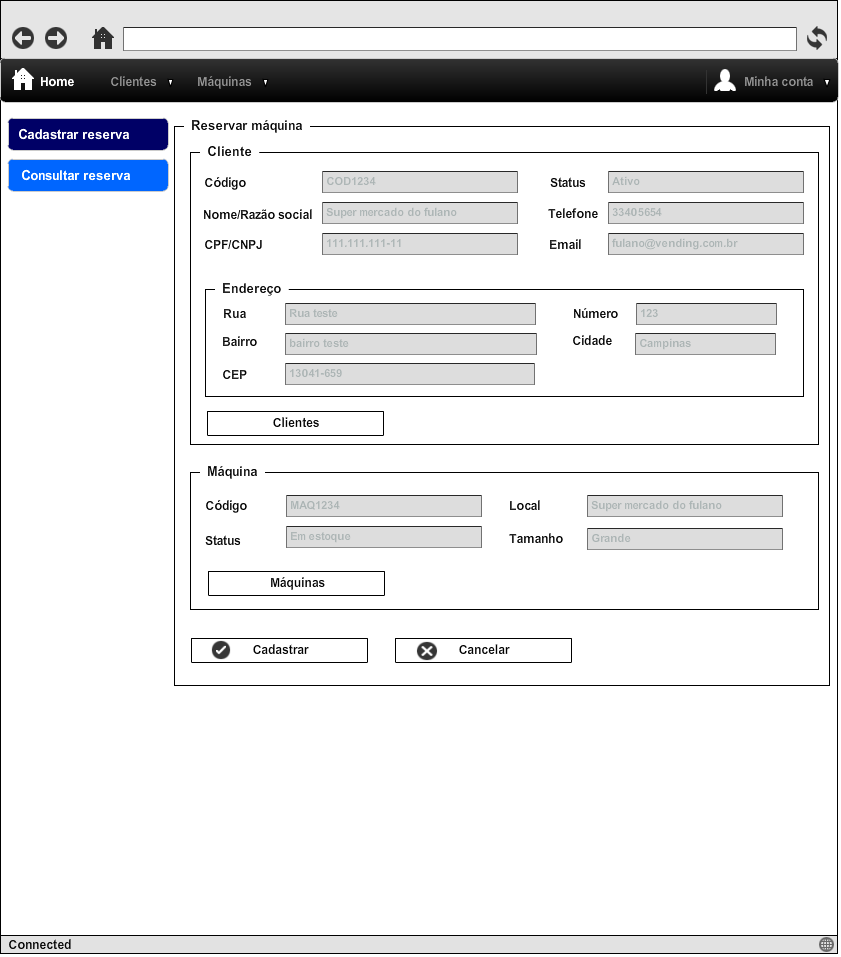 Home Clientes Máquinas Minha conta
Cadastrar reserva
Consultar reserva
Reservar máquina
Cliente
Código COD1234 Status Ativo
Nome/Razão social Super mercado do fulano Telefone 33405654
CPF/CNPJ 111.111.111-11 Email fulano@vending.com.br
Endereço
Rua Rua teste Número 123
Bairro bairro teste Cidade Campinas
CEP 13041-659
Clientes
Máquina
Código MAQ1234 Local Super mercado do fulano
Status Em estoque Tamanho Grande
Máquinas
Cadastrar Cancelar
Connected